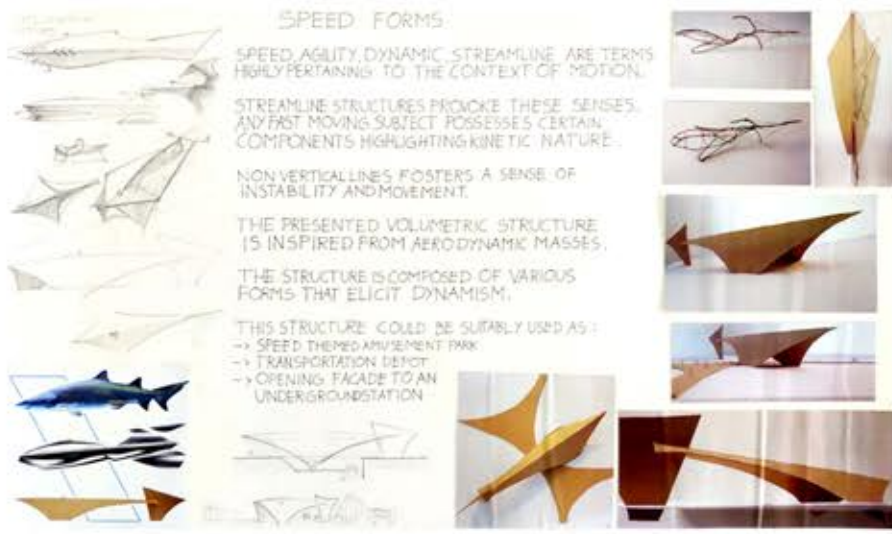 SPEED FORMS
SPEED, AGILITY, DYNAMIC, STREAMLINE ARE TERMS
HIGHLY PERTAINING TO THE CONTEXT OF MOTION.
STREAMLINE STRUCTURES PROVOKE THESE SENSES.
ANY FAST MOVING SUBJECT POSSESSES CERTAIN
COMPONENTS HIGHLIGHTING KINETIC NATURE.
NON VERTICAL LINES FOSTERS A SENSE OF
INSTABILITY AND MOVEMENT.
THE PRESENTED VOLUMETRIC STRUCTURE
IS INSPIRED FROM AERODYNAMIC MASSES.
THE STRUCTURE IS COMPOSED OF VARIOUS
FORMS THAT ELICIT DYNAMISM.
THIS STRUCTURE COULD BE SUITABLY USED AS:
-> SPEED THEMED AMUSEMENT PARK
-> TRANSPORTATION DEPOT
-> OPENING FACADE TO AN
UNDERGROUNDSTATION